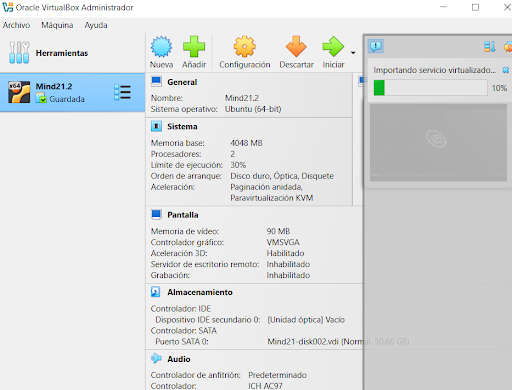 Oracle VirtualBox Administrador
Archivo Máquina Ayuda
Herramientas
Nueva Añadir Configuración Descartar Iniciar
x64
Mind21.2
Guardada
General
Nombre: Mind21.2
Sistema operativo: Ubuntu (64-bit)
Sistema
Memoria base: 4048 MB
Procesadores: 2
Límite de ejecución: 30%
Orden de arranque: Disco duro, Óptica, Disquete
Aceleración: Paginación anidada,
Paravirtualización KVM
Pantalla
Memoria de vídeo: 90 MB
Controlador gráfico: VMSVGA
Aceleración 3D: Habilitado
Servidor de escritorio remoto: Inhabilitado
Grabación: Inhabilitado
Almacenamiento
Controlador: IDE
Dispositivo IDE secundario 0: [Unidad óptica] Vacío
Controlador: SATA
Puerto SATA 0: Mind21-disk002.vdi (Normal, 50,66 GB)
Audio
Controlador de anfitrión: Predeterminado
Controlador: ICH AC97
Importando servicio virtualizado...
10%